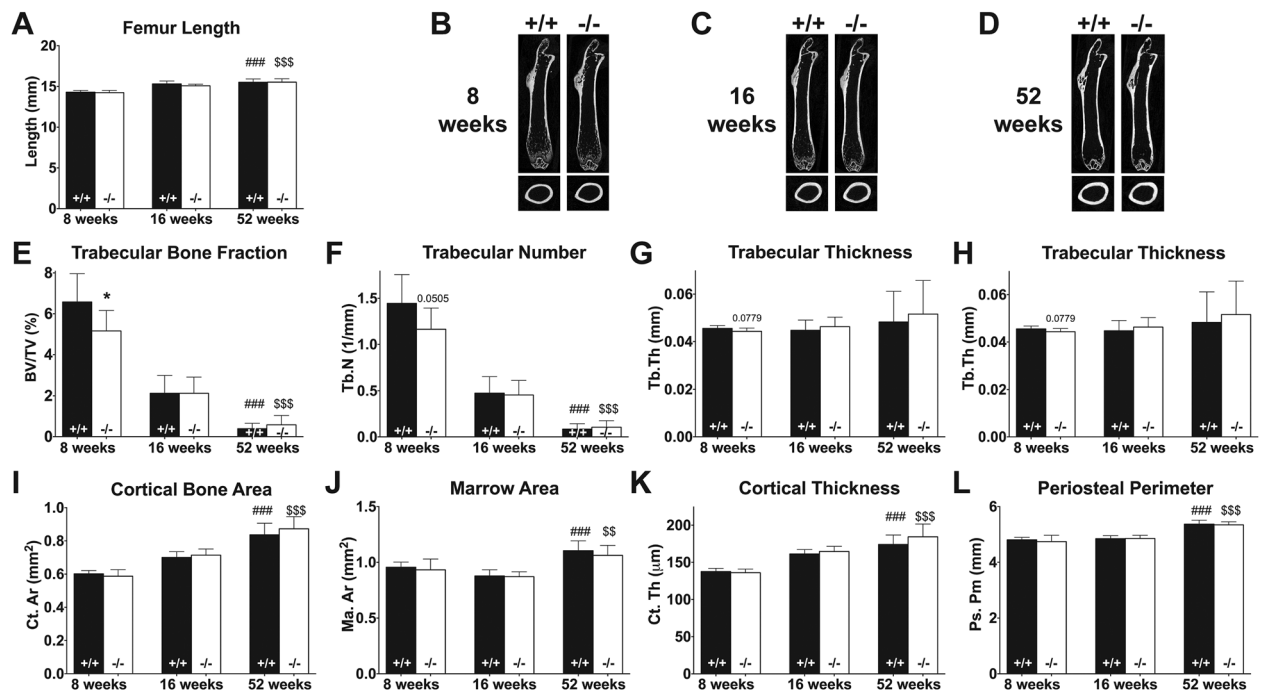 A
Femur Length
Length (mm)
20
15
10
5
0
### $$$
+/+ -/- +/+ -/- +/+ -/-
8 weeks 16 weeks 52 weeks
B
+/+ -/-
8
weeks
C
+/+ -/-
16
weeks
D
+/+ -/-
52
weeks
E
Trabecular Bone Fraction
BV/TV (%)
8
6
4
2
0
*
### $$$
+/+ -/- +/+ -/- +/+ -/-
8 weeks 16 weeks 52 weeks
F
Trabecular Number
Tb.N (1/mm)
1.5
1.0
0.5
0.0
0.0505
### $$$
+/+ -/- +/+ -/- +/+ -/-
8 weeks 16 weeks 52 weeks
G
Trabecular Thickness
Tb.Th (mm)
0.06
0.04
0.02
0.00
0.0779
+/+ -/- +/+ -/- +/+ -/-
8 weeks 16 weeks 52 weeks
H
Trabecular Thickness
Tb.Th (mm)
0.06
0.04
0.02
0.00
0.0779
+/+ -/- +/+ -/- +/+ -/-
8 weeks 16 weeks 52 weeks
I
Cortical Bone Area
Ct. Ar (mm²)
1.0
0.8
0.6
0.4
0.2
0.0
### $$$
+/+ -/- +/+ -/- +/+ -/-
8 weeks 16 weeks 52 weeks
J
Marrow Area
Ma. Ar (mm²)
1.5
1.0
0.5
0.0
### $$
+/+ -/- +/+ -/- +/+ -/-
8 weeks 16 weeks 52 weeks
K
Cortical Thickness
Ct. Th (μm)
200
150
100
50
0
### $$$
+/+ -/- +/+ -/- +/+ -/-
8 weeks 16 weeks 52 weeks
L
Periosteal Perimeter
Ps. Pm (mm)
6
4
2
0
### $$$
+/+ -/- +/+ -/- +/+ -/-
8 weeks 16 weeks 52 weeks